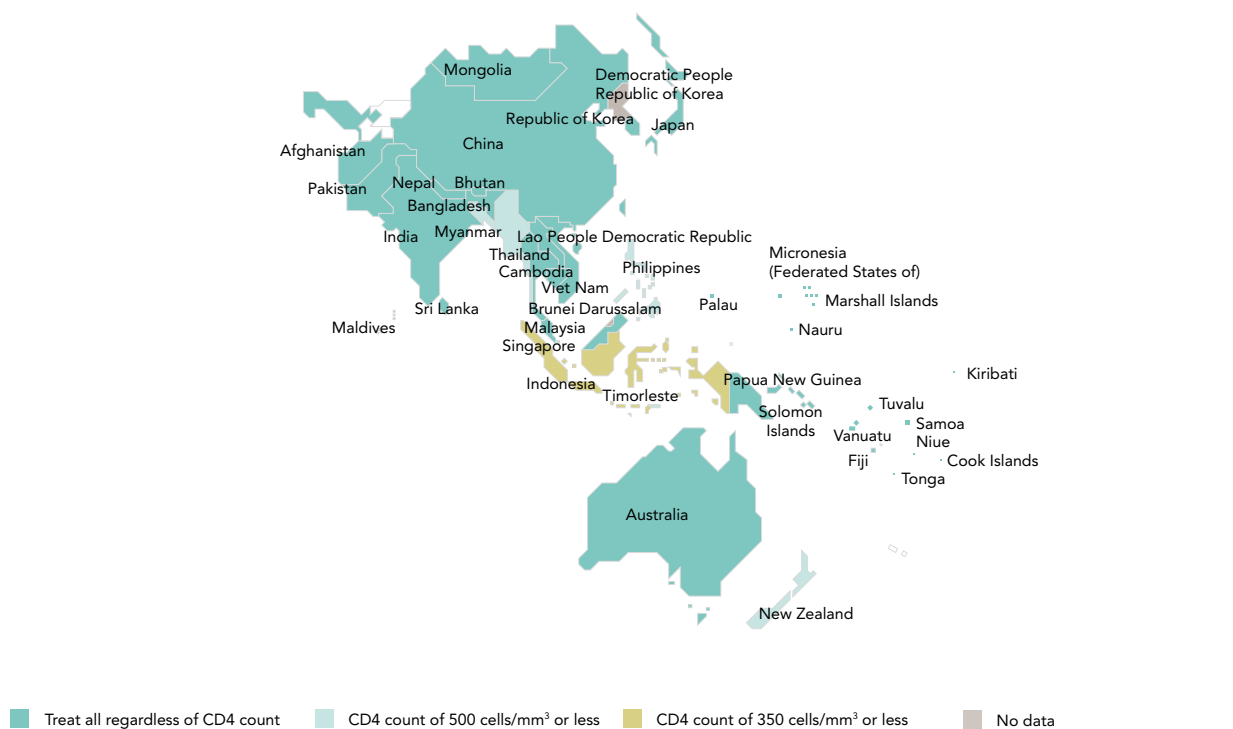 Mongolia
Democratic People
Republic of Korea
Republic of Korea
Japan
China
Afghanistan
Pakistan
Nepal
Bhutan
Bangladesh
India
Myanmar
Lao People Democratic Republic
Thailand
Cambodia
Philippines
Viet Nam
Micronesia
(Federated States of)
Marshall Islands
Palau
Sri Lanka
Brunei Darussalam
Maldives
Malaysia
Nauru
Singapore
Indonesia
Timorleste
Papua New Guinea
Kiribati
Solomon
Islands
Tuvalu
Vanuatu
Samoa
Niue
Fiji
Cook Islands
Tonga
Australia
New Zealand
Treat all regardless of CD4 count
CD4 count of 500 cells/mm³ or less
CD4 count of 350 cells/mm³ or less
No data